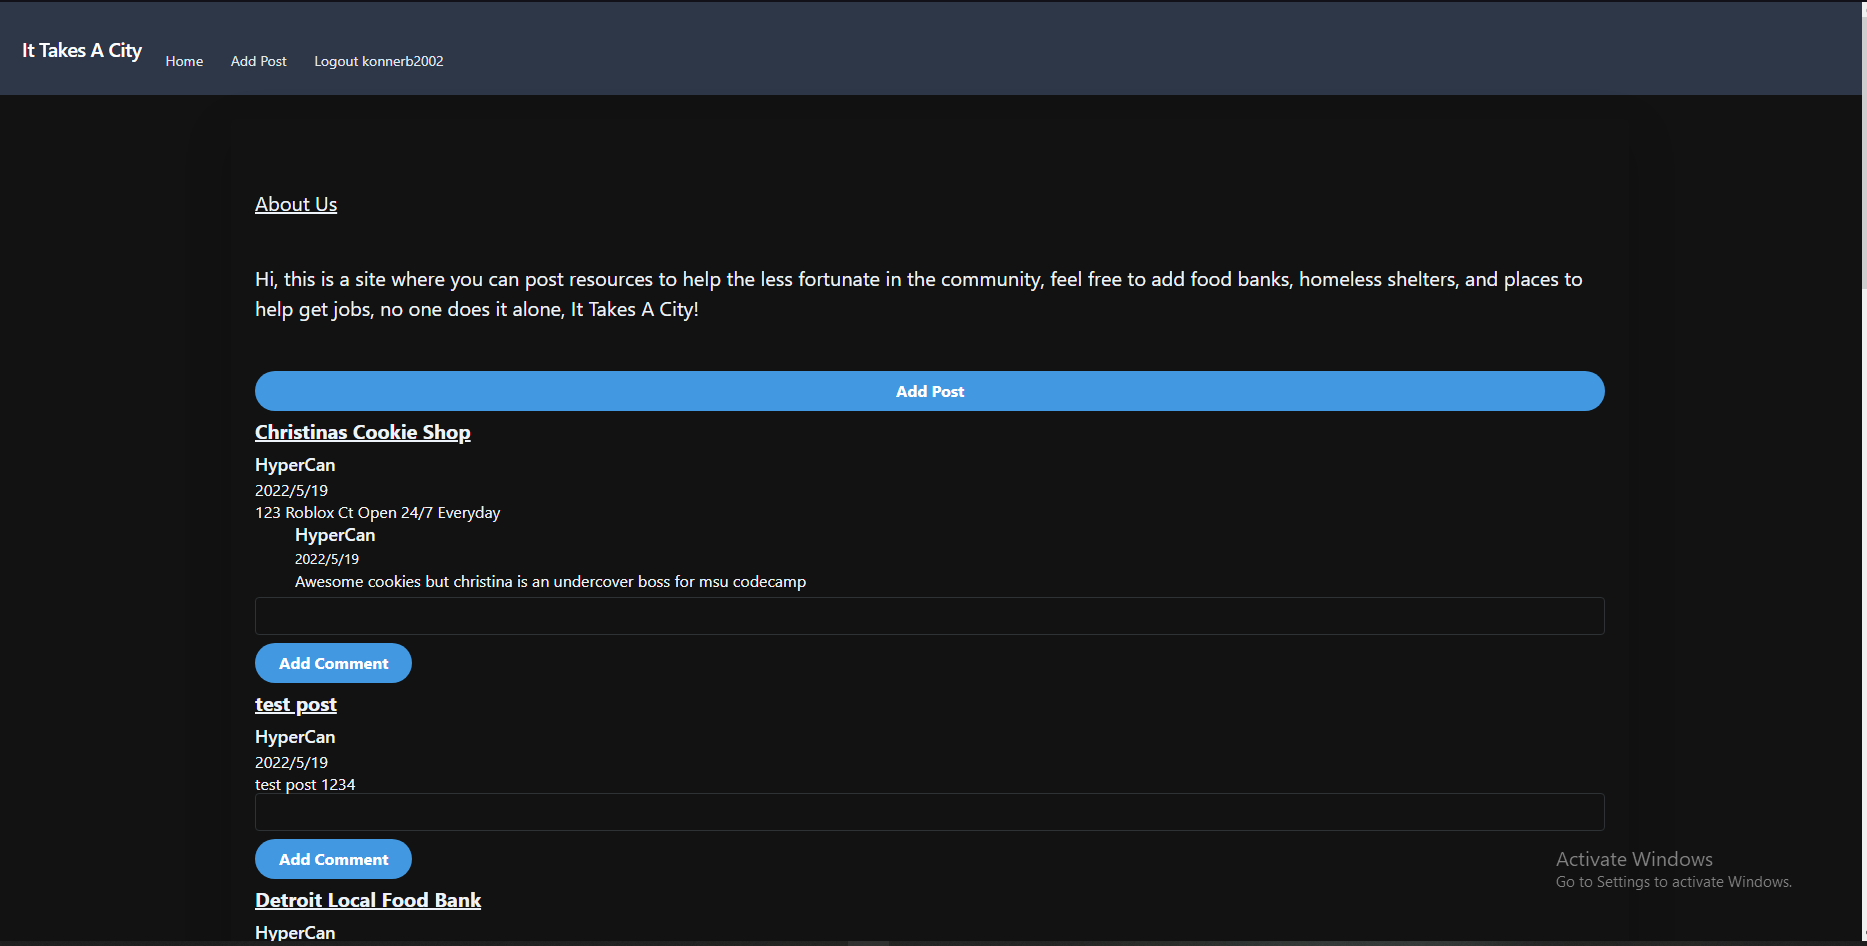 It Takes A City
Home
Add Post
Logout konnerb2002
About Us
Hi, this is a site where you can post resources to help the less fortunate in the community, feel free to add food banks, homeless shelters, and places to
help get jobs, no one does it alone, It Takes A City!
Add Post
Christinas Cookie Shop
HyperCan
2022/5/19
123 Roblox Ct Open 24/7 Everyday
HyperCan
2022/5/19
Awesome cookies but christina is an undercover boss for msu codecamp
Add Comment
test post
HyperCan
2022/5/19
test post 1234
Add Comment
Detroit Local Food Bank
HyperCan
Activate Windows
Go to Settings to activate Windows.